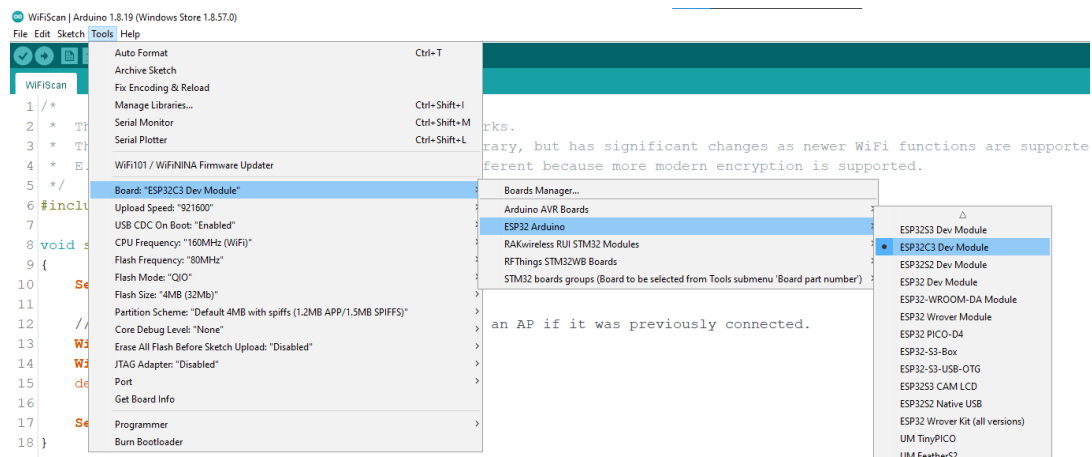 WiFiScan | Arduino 1.8.19 (Windows Store 1.8.57.0)
File Edit Sketch Tools Help
WiFiScan
Auto Format Ctrl+T
Archive Sketch
Fix Encoding & Reload
Manage Libraries... Ctrl+Shift+I
Serial Monitor Ctrl+Shift+M
Serial Plotter Ctrl+Shift+L
WiFi101 / WiFiNINA Firmware Updater
Board: "ESP32C3 Dev Module"
Upload Speed: "921600"
USB CDC On Boot: "Enabled"
CPU Frequency: "160MHz (WiFi)"
Flash Frequency: "80MHz"
Flash Mode: "QIO"
Flash Size: "4MB (32Mb)"
Partition Scheme: "Default 4MB with spiffs (1.2MB APP/1.5MB SPIFFS)"
Core Debug Level: "None"
Erase All Flash Before Sketch Upload: "Disabled"
JTAG Adapter: "Disabled"
Port
Get Board Info
Programmer
Burn Bootloader
Boards Manager...
Arduino AVR Boards
ESP32 Arduino
RAKwireless RUI STM32 Modules
RFThings STM32WB Boards
STM32 boards groups (Board to be selected from Tools submenu 'Board part number')
ESP32S3 Dev Module
ESP32C3 Dev Module
ESP32S2 Dev Module
ESP32 Dev Module
ESP32-WROOM-DA Module
ESP32 Wrover Module
ESP32 PICO-D4
ESP32-S3-Box
ESP32-S3-USB-OTG
ESP32S3 CAM LCD
ESP32S2 Native USB
ESP32 Wrover Kit (all versions)
UM TinyPICO
UM FeatherS2
1 /*
2 * Th rks.
3 * Th rary, but has significant changes as newer WiFi functions are supporte
4 * E. ferent because more modern encryption is supported.
5 */
6 #inclu
7
8 void s
9 {
10 Se
11
12 // an AP if it was previously connected.
13 Wi
14 Wi
15 de
16
17 Se
18 }